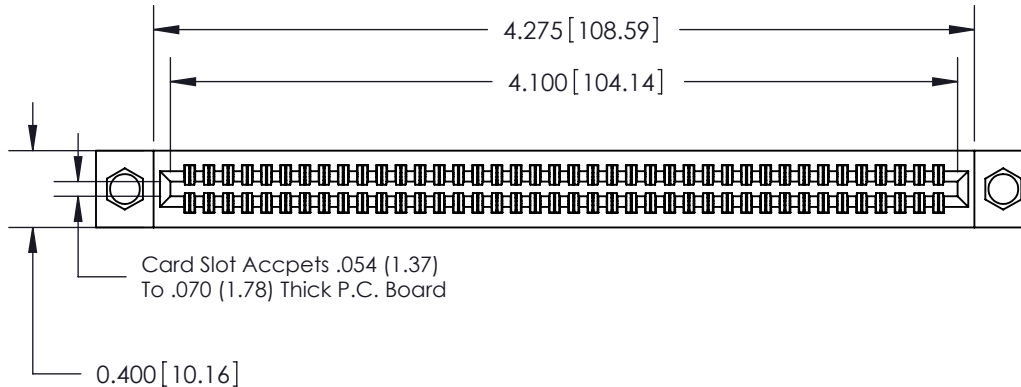 4.275[108.59]
4.100[104.14]
Card Slot Accpets .054 (1.37)
To .070 (1.78) Thick P.C. Board
0.400[10.16]